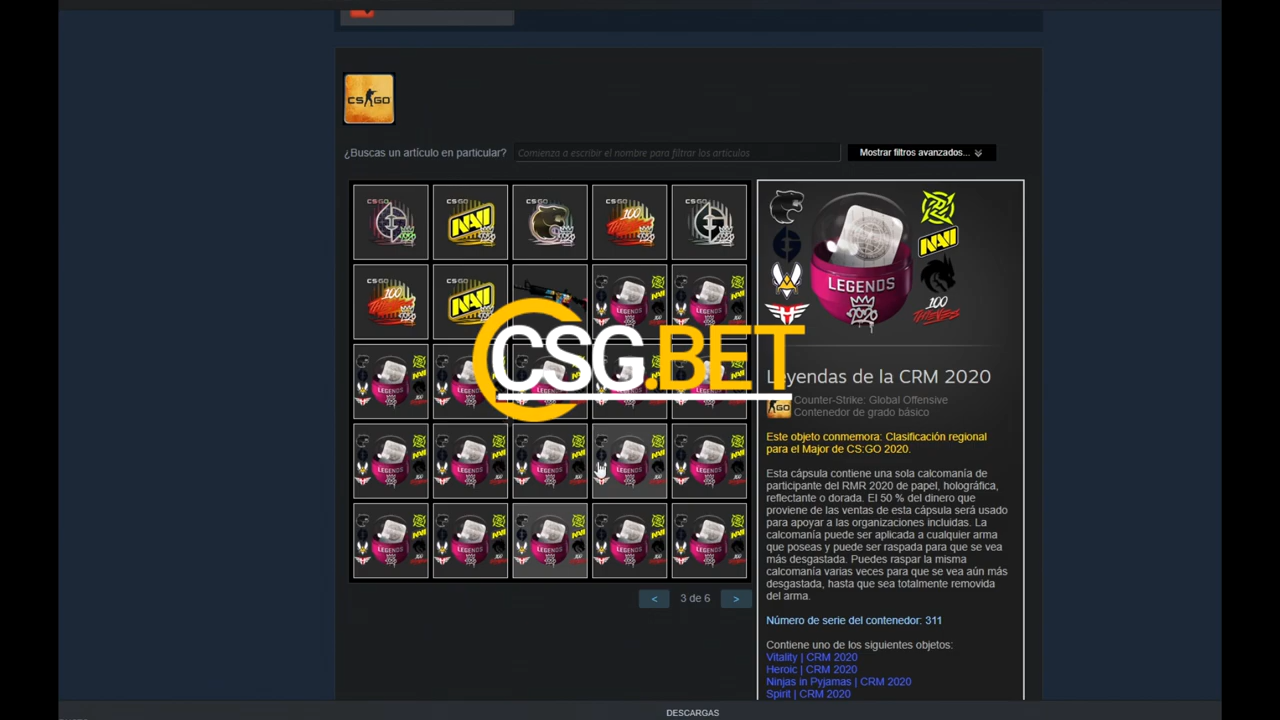 CS GO
¿Buscas un artículo en particular?
Comienza a escribir el nombre para filtrar los artículos
Mostrar filtros avanzados...
LEGENDS
NAVI
100
THIEVES
CSG.BET
Leyendas de la CRM 2020
Counter-Strike: Global Offensive
Contenedor de grado básico
Este objeto conmemora: Clasificación regional
para el Major de CS:GO 2020.
Esta cápsula contiene una sola calcomanía de
participante del RMR 2020 de papel, holográfica,
reflectante o dorada. El 50 % del dinero que
proviene de las ventas de esta cápsula será usado
para apoyar a las organizaciones incluidas. La
calcomanía puede ser aplicada a cualquier arma
que poseas y puede ser raspada para que se vea
más desgastada. Puedes raspar la misma
calcomanía varias veces para que se vea aún más
desgastada, hasta que sea totalmente removida
del arma.
Número de serie del contenedor: 311
Contiene uno de los siguientes objetos:
Vitality | CRM 2020
Heroic | CRM 2020
Ninjas in Pyjamas | CRM 2020
Spirit | CRM 2020
< 3 de 6 >
DESCARGAS